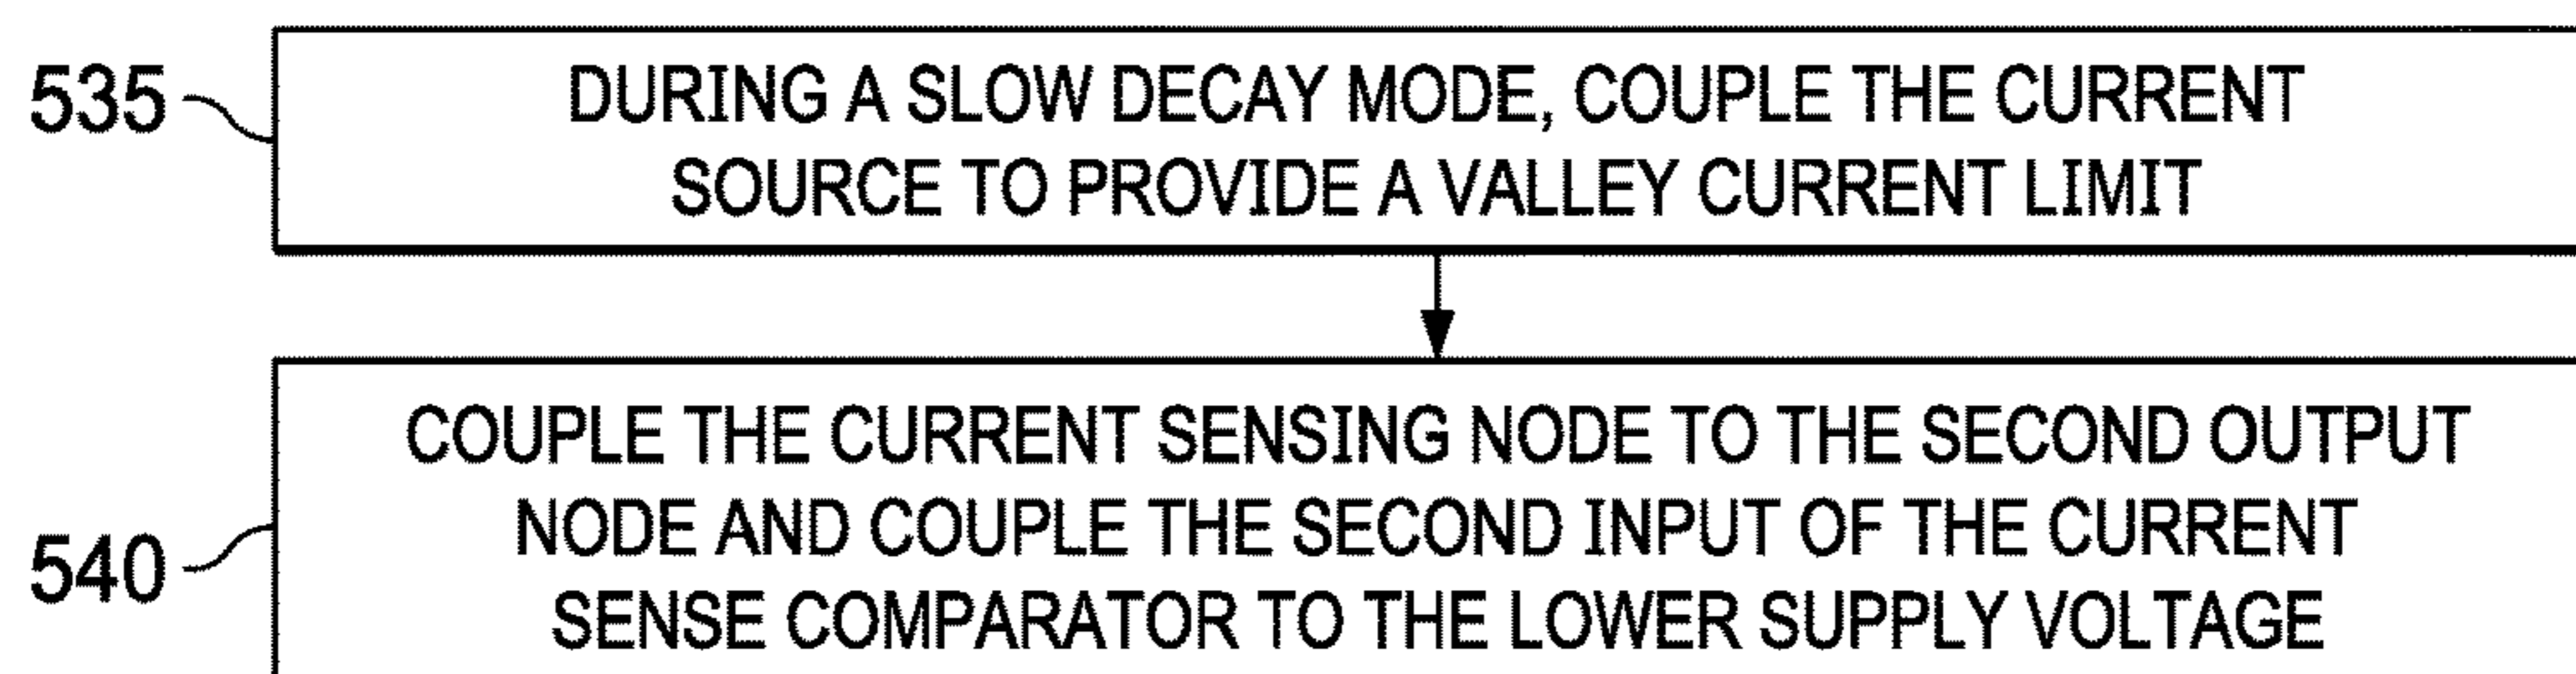 535
DURING A SLOW DECAY MODE, COUPLE THE CURRENT
SOURCE TO PROVIDE A VALLEY CURRENT LIMIT
COUPLE THE CURRENT SENSING NODE TO THE SECOND OUTPUT
NODE AND COUPLE THE SECOND INPUT OF THE CURRENT
540
SENSE COMPARATOR TO THE LOWER SUPPLY VOLTAGE